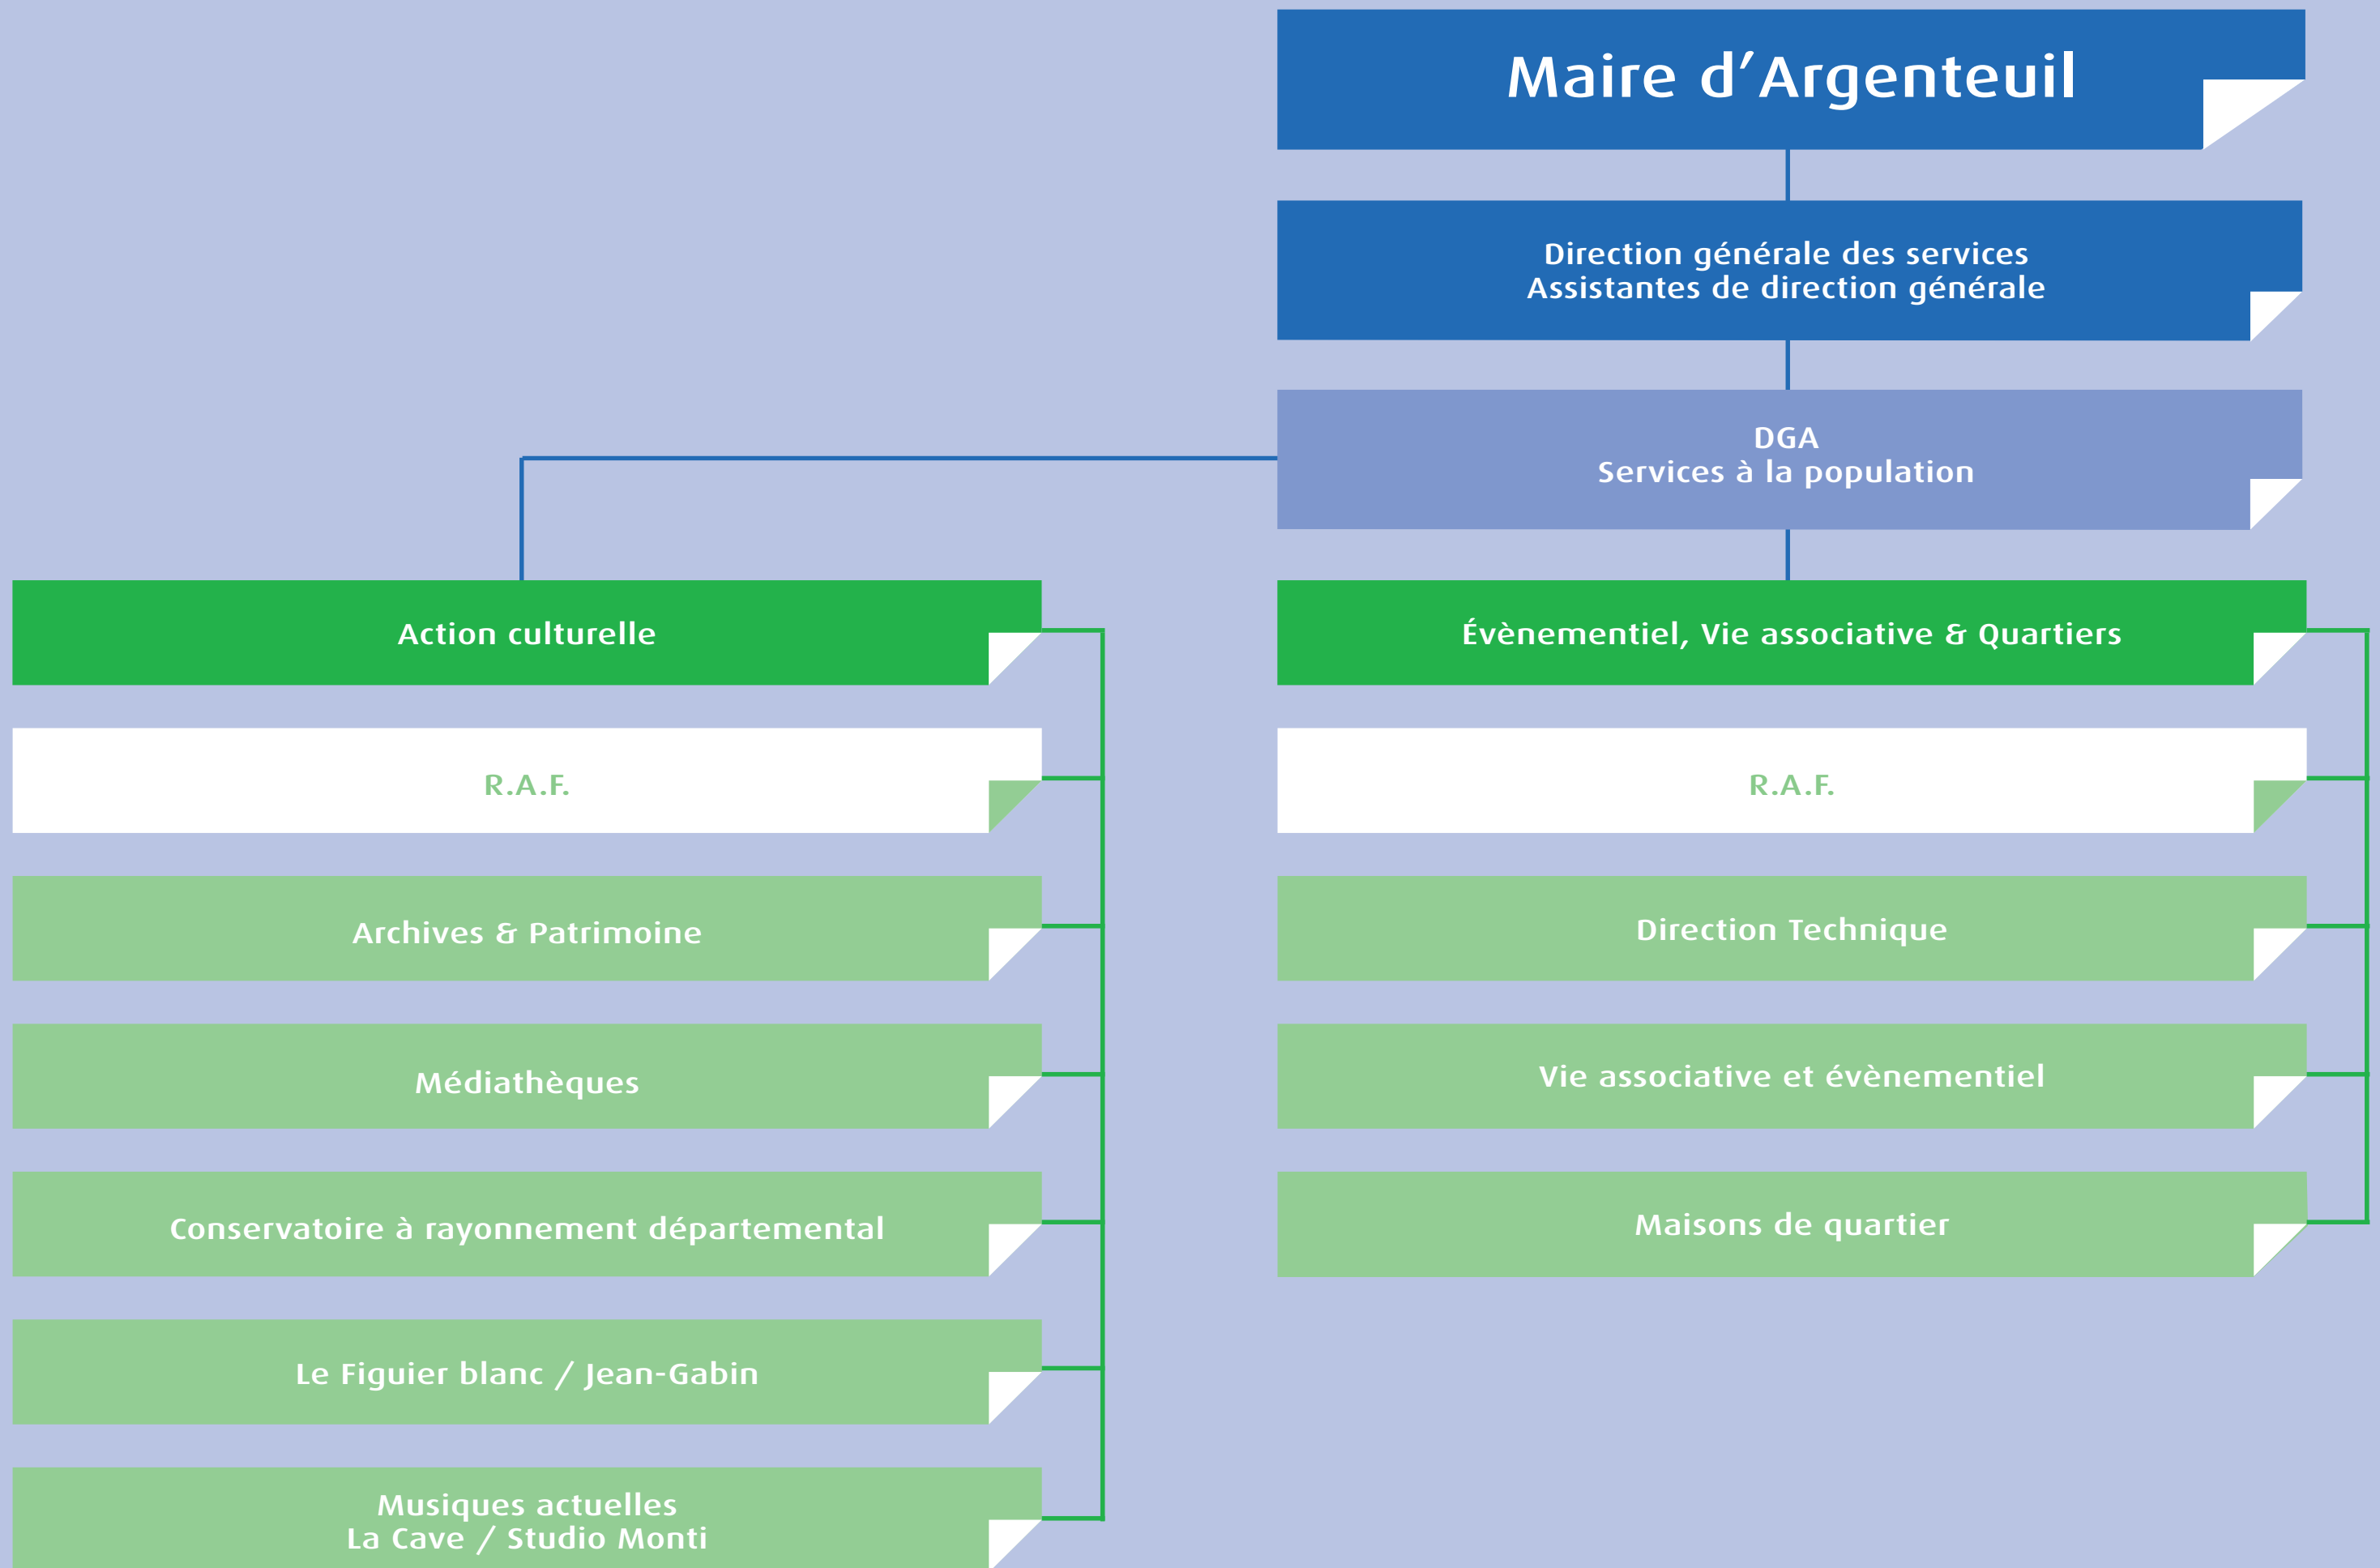 Maire d’Argenteuil
Direction générale des services
Assistantes de direction générale
DGA
Services à la population
Action culturelle
R.A.F.
Archives & Patrimoine
Médiathèques
Conservatoire à rayonnement départemental
Le Figuier blanc / Jean-Gabin
Musiques actuelles
La Cave / Studio Monti
Évènementiel, Vie associative & Quartiers
R.A.F.
Direction Technique
Vie associative et évènementiel
Maisons de quartier